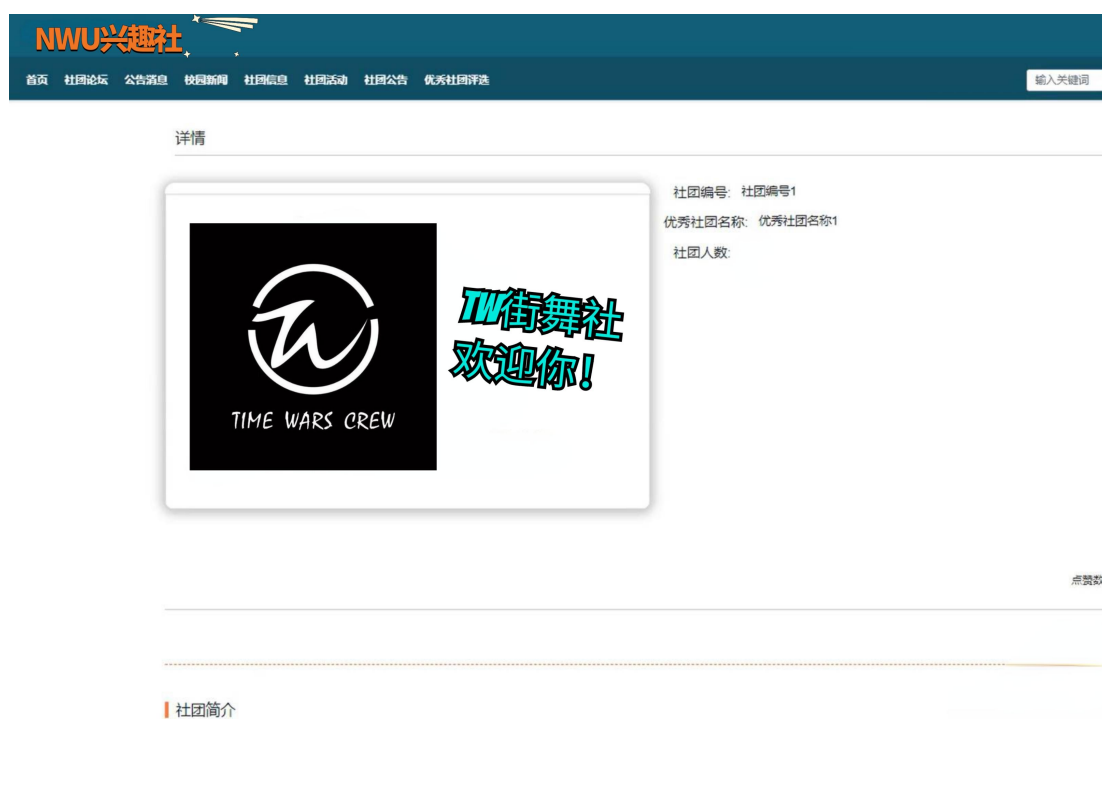 NWU兴趣社
首页 社团论坛 公告消息 校园新闻 社团信息 社团活动 社团公告 优秀社团评选 输入关键词
详情
社团编号: 社团编号1
优秀社团名称: 优秀社团名称1
社团人数:
TW街舞社
欢迎你!
TW
TIME WARS CREW
点赞数
社团简介